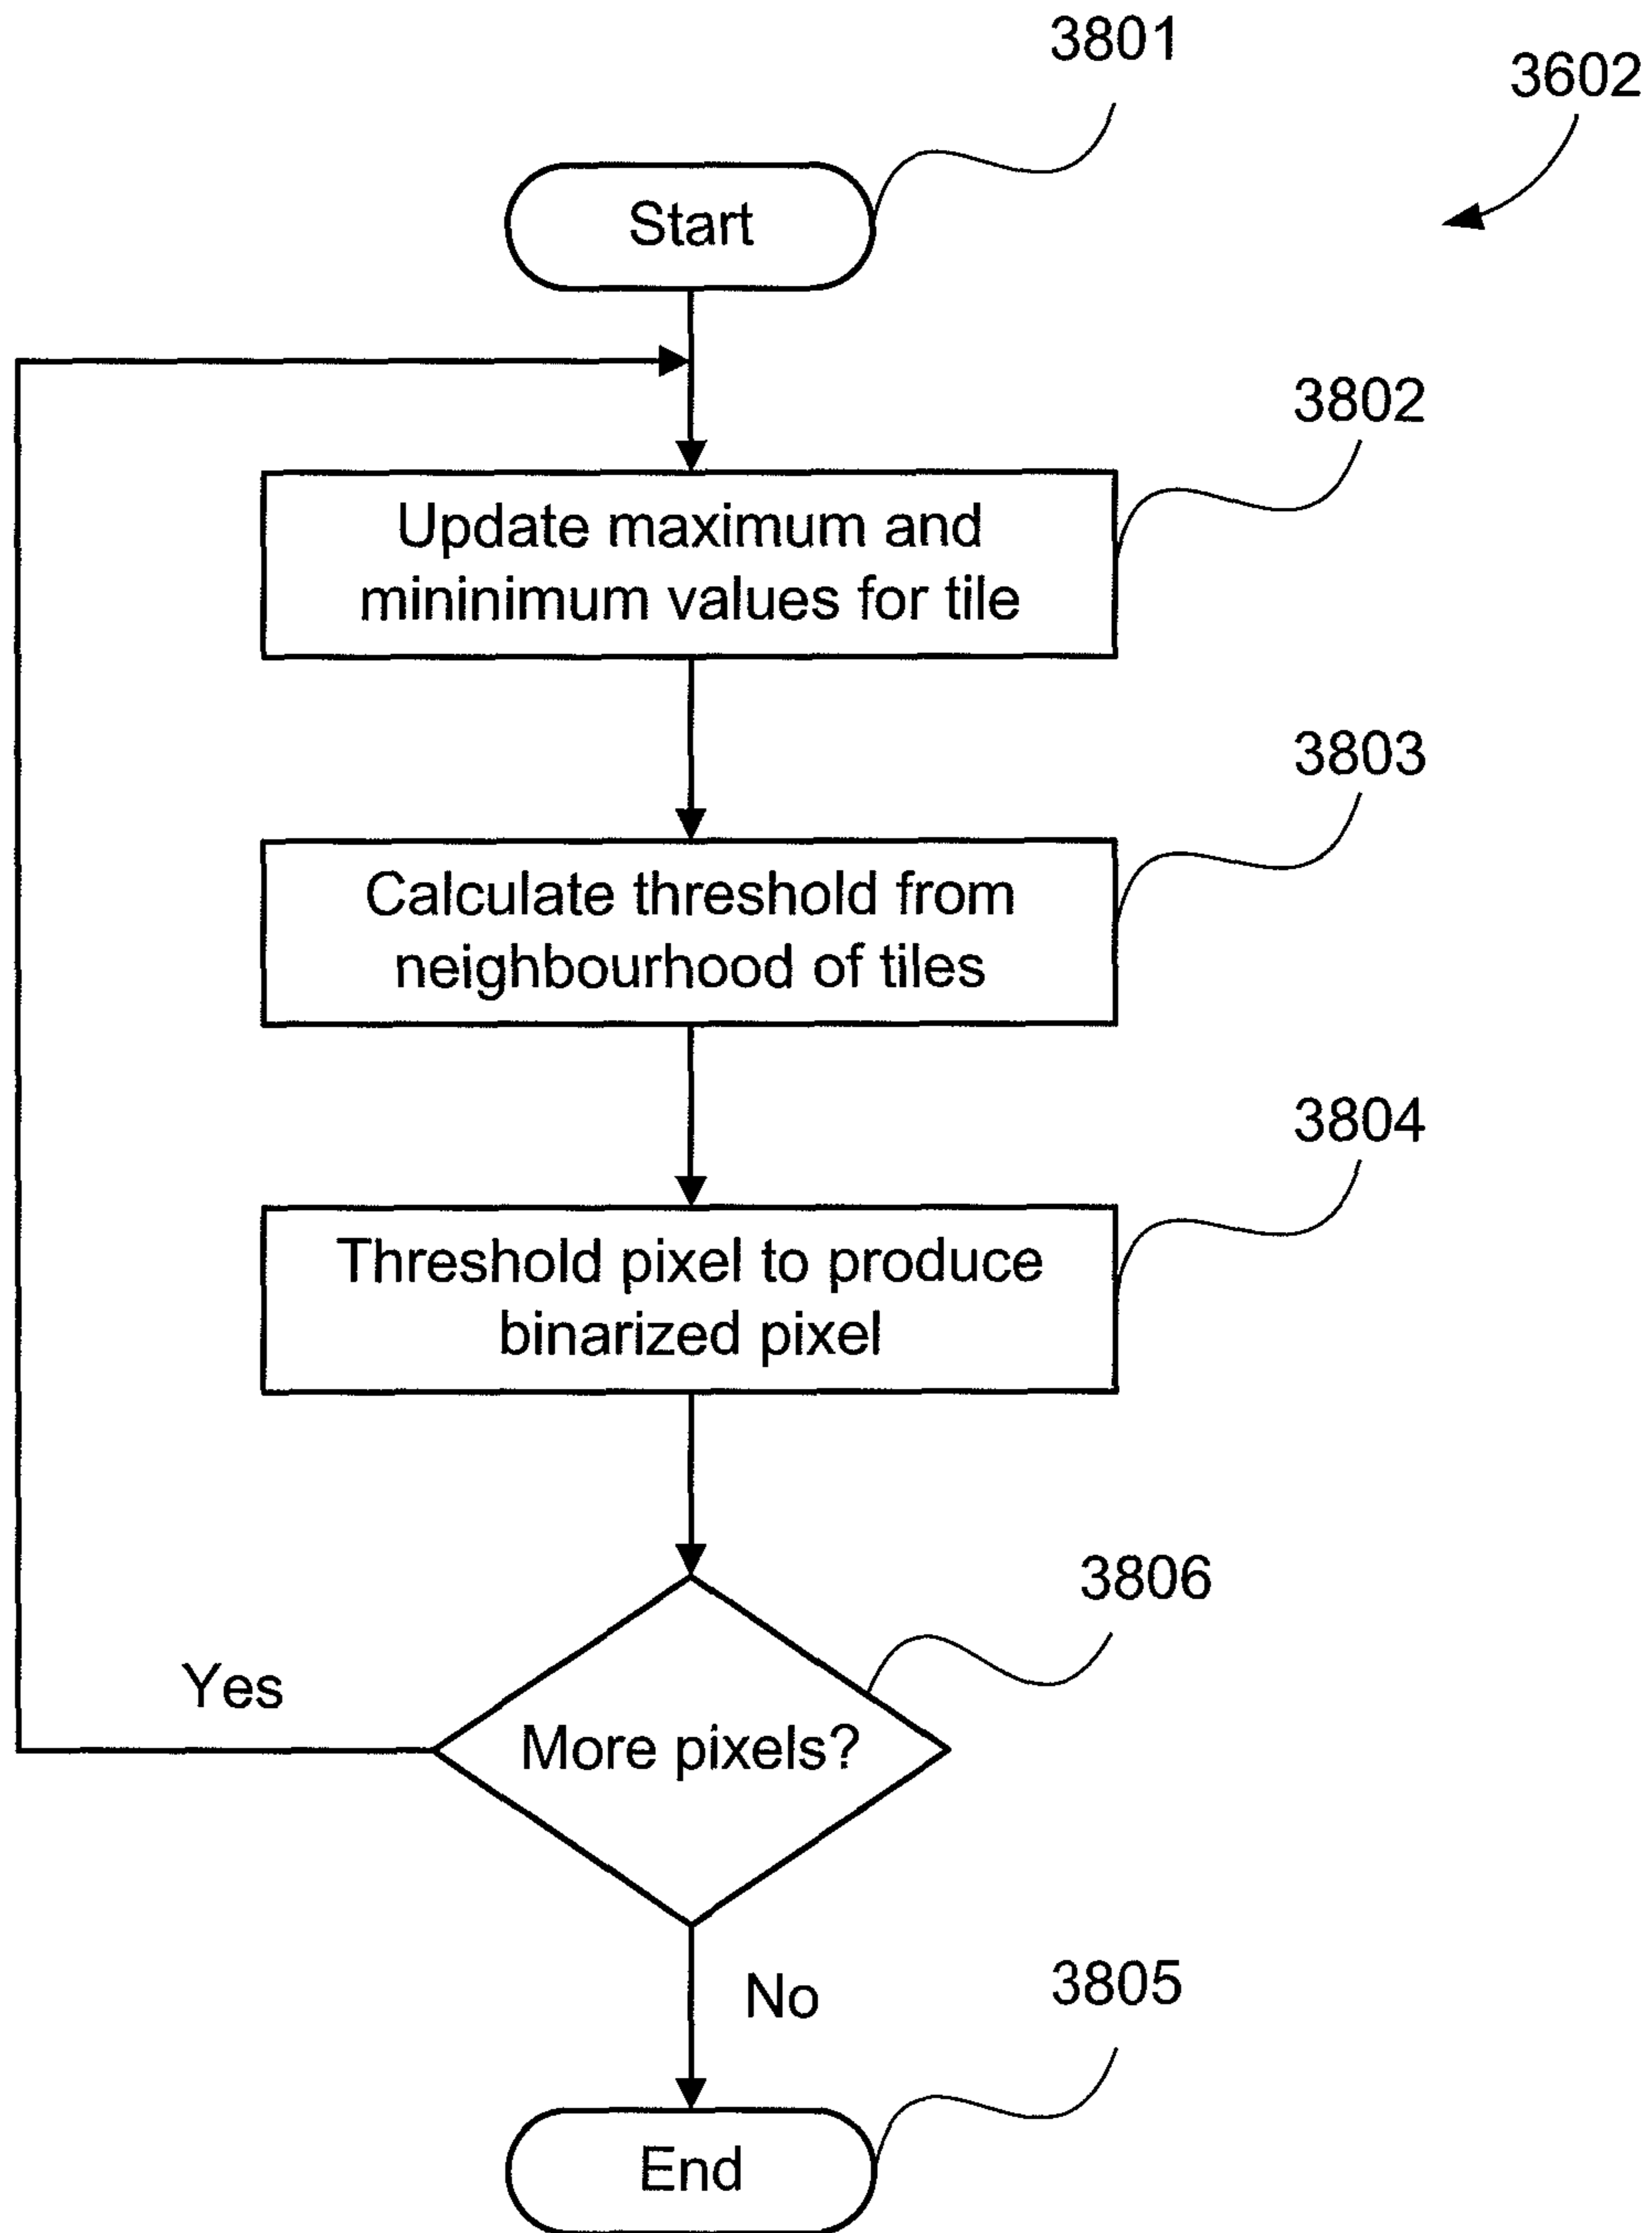 3801
3602
Start
3802
Update maximum and
mininimum values for tile
3803
Calculate threshold from
neighbourhood of tiles
3804
Threshold pixel to produce
binarized pixel
3806
Yes
More pixels?
No
3805
End